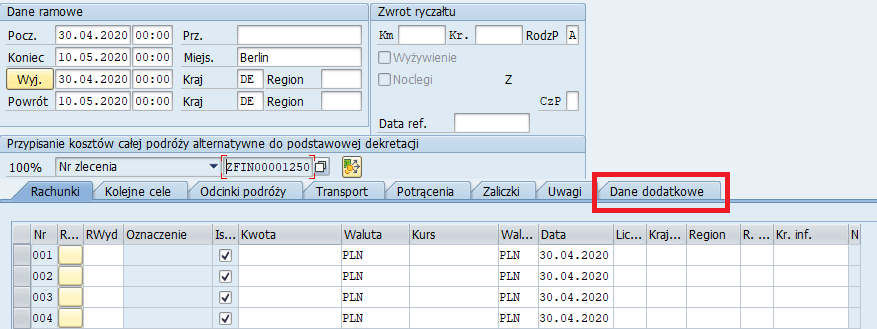 Dane ramowe
Zwrot ryczałtu
Pocz. 30.04.2020 00:00 Prz.
Km Kr. RodzP A
Koniec 10.05.2020 00:00 Miejs. Berlin
Wyżywienie
Wyj. 30.04.2020 00:00 Kraj DE Region
Noclegi Z
Powrót 10.05.2020 00:00 Kraj DE Region
CzP
Data ref.
Przypisanie kosztów całej podróży alternatywne do podstawowej dekretacji
100% Nr zlecenia ZFIN00001250
Rachunki Kolejne cele Odcinki podróży Transport Potrącenia Zaliczki Uwagi Dane dodatkowe
Nr R... RWyd Oznaczenie Is... Kwota Waluta Kurs Wal... Data Lic... Kraj... Region R. ... Kr. inf. N
001 PLN PLN 30.04.2020
002 PLN PLN 30.04.2020
003 PLN PLN 30.04.2020
004 PLN PLN 30.04.2020